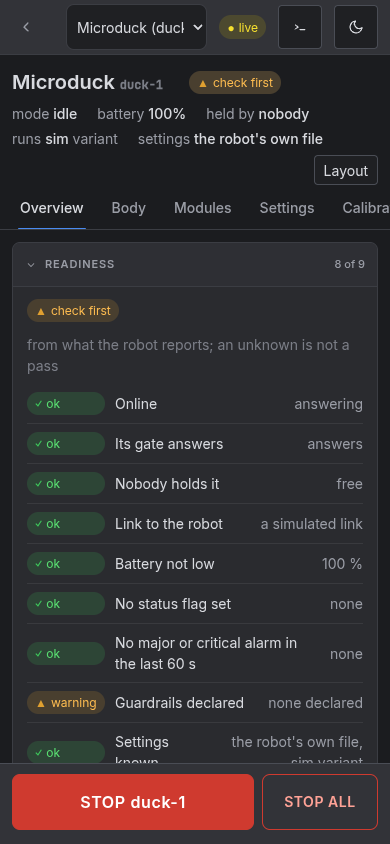 Microduck (duck
● live
>_
Microduck duck-1 ▲ check first
mode idle battery 100% held by nobody
runs sim variant settings the robot's own file
Layout
Overview Body Modules Settings Calibra
READINESS 8 of 9
▲ check first
from what the robot reports; an unknown is not a
pass
✓ ok Online answering
✓ ok Its gate answers answers
✓ ok Nobody holds it free
✓ ok Link to the robot a simulated link
✓ ok Battery not low 100 %
✓ ok No status flag set none
✓ ok No major or critical alarm in
the last 60 s none
▲ warning Guardrails declared none declared
✓ ok Settings the robot's own file,
known sim variant
STOP duck-1 STOP ALL